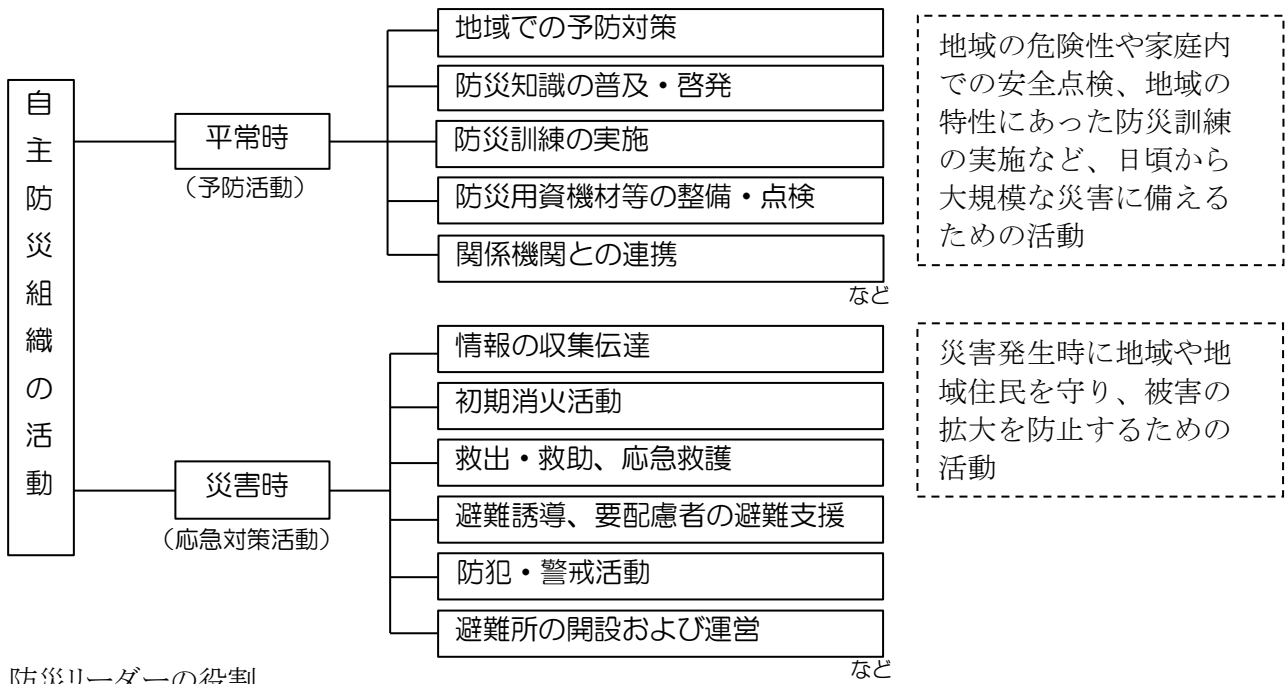 自主防災組織の活動
平常時
（予防活動）
地域での予防対策
防災知識の普及・啓発
防災訓練の実施
防災用資機材等の整備・点検
関係機関との連携
など
地域の危険性や家庭内
での安全点検、地域の
特性にあった防災訓練
の実施など、日頃から
大規模な災害に備える
ための活動
災害時
（応急対策活動）
情報の収集伝達
初期消火活動
救出・救助、応急救護
避難誘導、要配慮者の避難支援
防犯・警戒活動
避難所の開設および運営
など
災害発生時に地域や地
域住民を守り、被害の
拡大を防止するための
活動
防災リーダーの役割